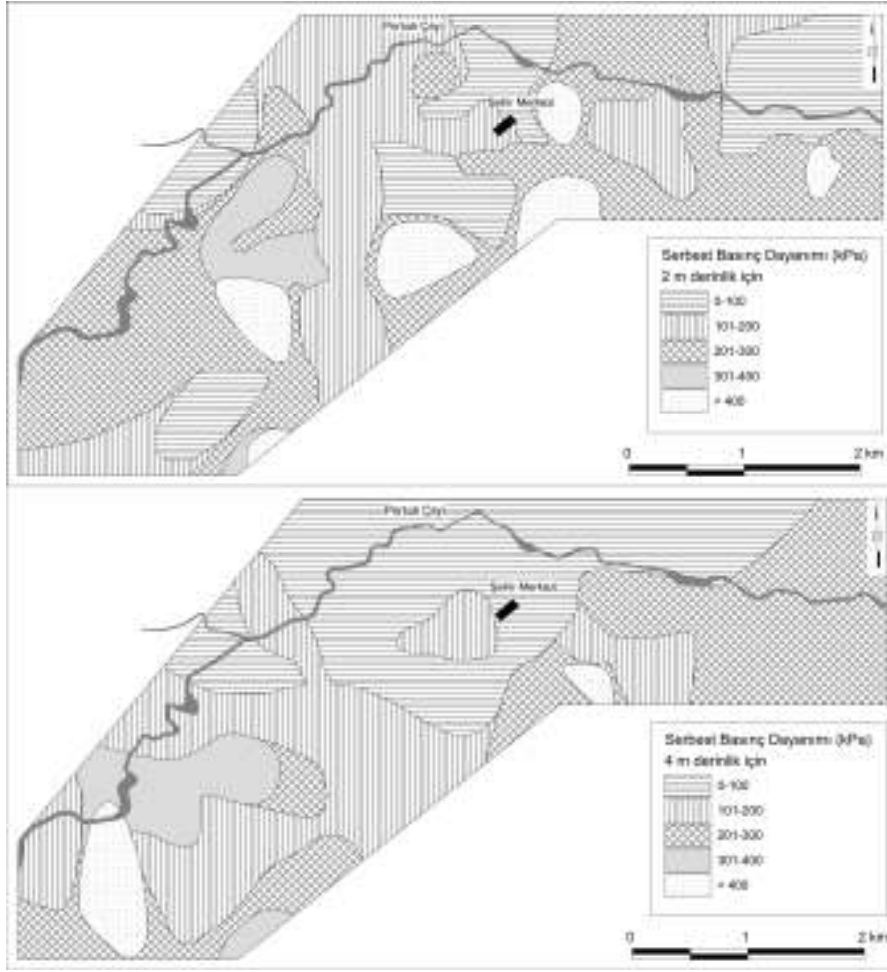 Porsuk Çayı
Şehir Merkezi
Serbest Basınç Dayanımı (kPa)
2 m derinlik için
0-100
101-200
201-300
301-400
> 400
0 1 2 km
Porsuk Çayı
Şehir Merkezi
Serbest Basınç Dayanımı (kPa)
4 m derinlik için
0-100
101-200
201-300
301-400
> 400
0 1 2 km